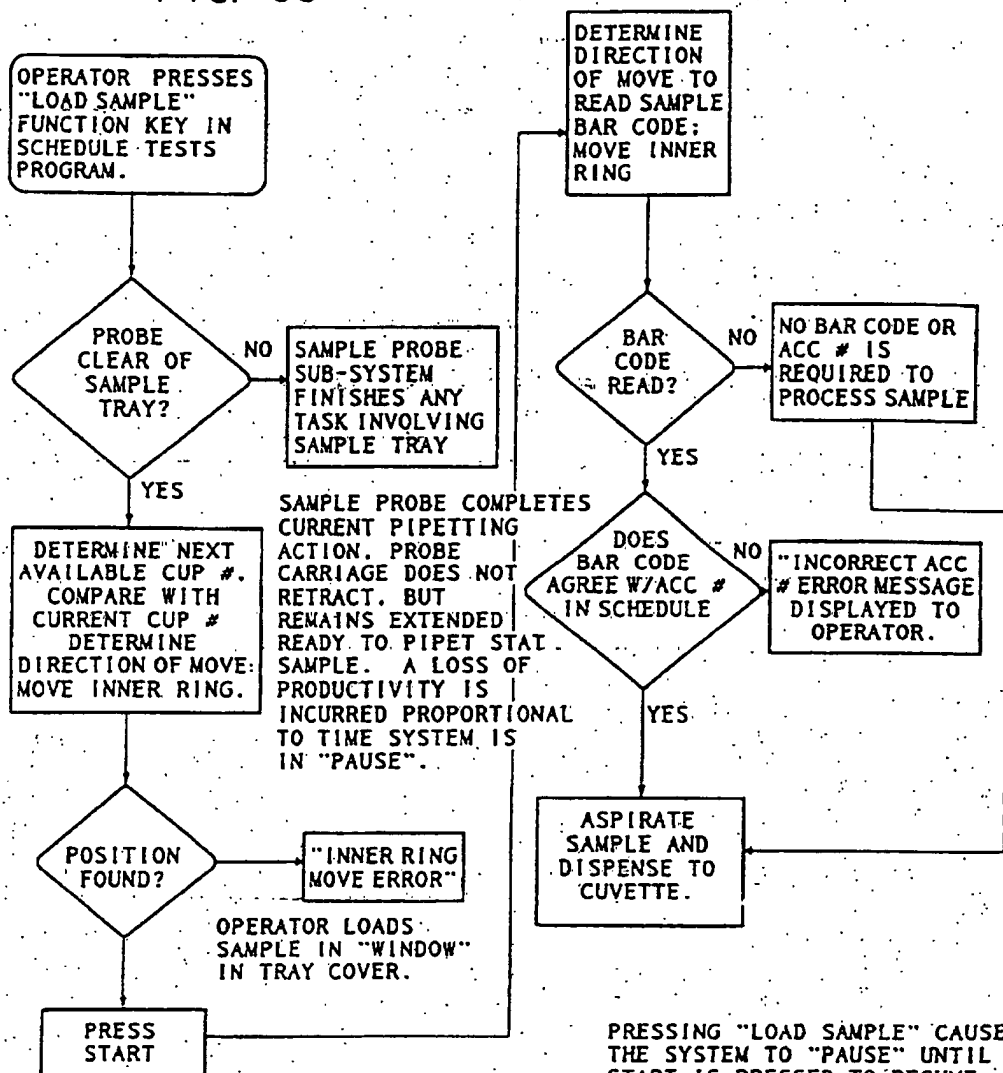 OPERATOR PRESSES
"LOAD SAMPLE"
FUNCTION KEY IN
SCHEDULE TESTS
PROGRAM.
PROBE
CLEAR OF
SAMPLE
TRAY?
NO
SAMPLE PROBE
SUB-SYSTEM
FINISHES ANY
TASK INVOLVING
SAMPLE TRAY
YES
DETERMINE NEXT
AVAILABLE CUP #.
COMPARE WITH
CURRENT CUP #
DETERMINE
DIRECTION OF MOVE:
MOVE INNER RING.
SAMPLE PROBE COMPLETES
CURRENT PIPETTING
ACTION. PROBE
CARRIAGE DOES NOT
RETRACT. BUT
REMAINS EXTENDED
READY TO PIPET STAT
SAMPLE. A LOSS OF
PRODUCTIVITY IS
INCURRED PROPORTIONAL
TO TIME SYSTEM IS
IN "PAUSE".
POSITION
FOUND?
"INNER RING
MOVE ERROR"
OPERATOR LOADS
SAMPLE IN "WINDOW"
IN TRAY COVER.
PRESS
START
DETERMINE
DIRECTION
OF MOVE TO
READ SAMPLE
BAR CODE:
MOVE INNER
RING
BAR
CODE
READ?
NO
NO BAR CODE OR
ACC # IS
REQUIRED TO
PROCESS SAMPLE
YES
DOES
BAR CODE
AGREE W/ACC #
IN SCHEDULE
NO
"INCORRECT ACC
# ERROR MESSAGE
DISPLAYED TO
OPERATOR.
YES
ASPIRATE
SAMPLE AND
DISPENSE TO
CUVETTE.
PRESSING "LOAD SAMPLE" CAUSE
THE SYSTEM TO "PAUSE" UNTIL
START IS PRESSED TO RESUME